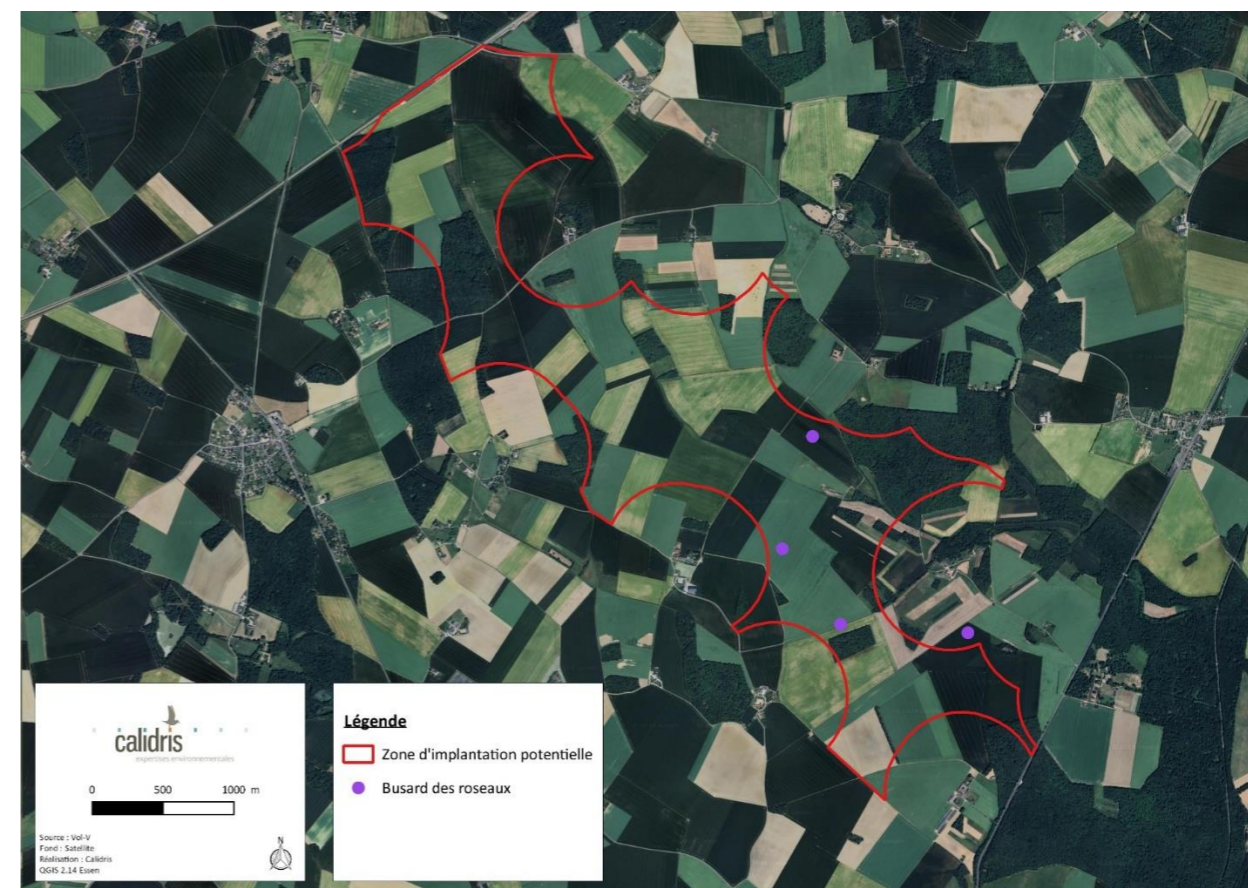 calidris
expertises environnementales
0 500 1000 m
Source : Vol-V
Fond : Satellite
Réalisation : Calidris
QGIS 2.14 Essen
N
Légende
Zone d'implantation potentielle
Busard des roseaux